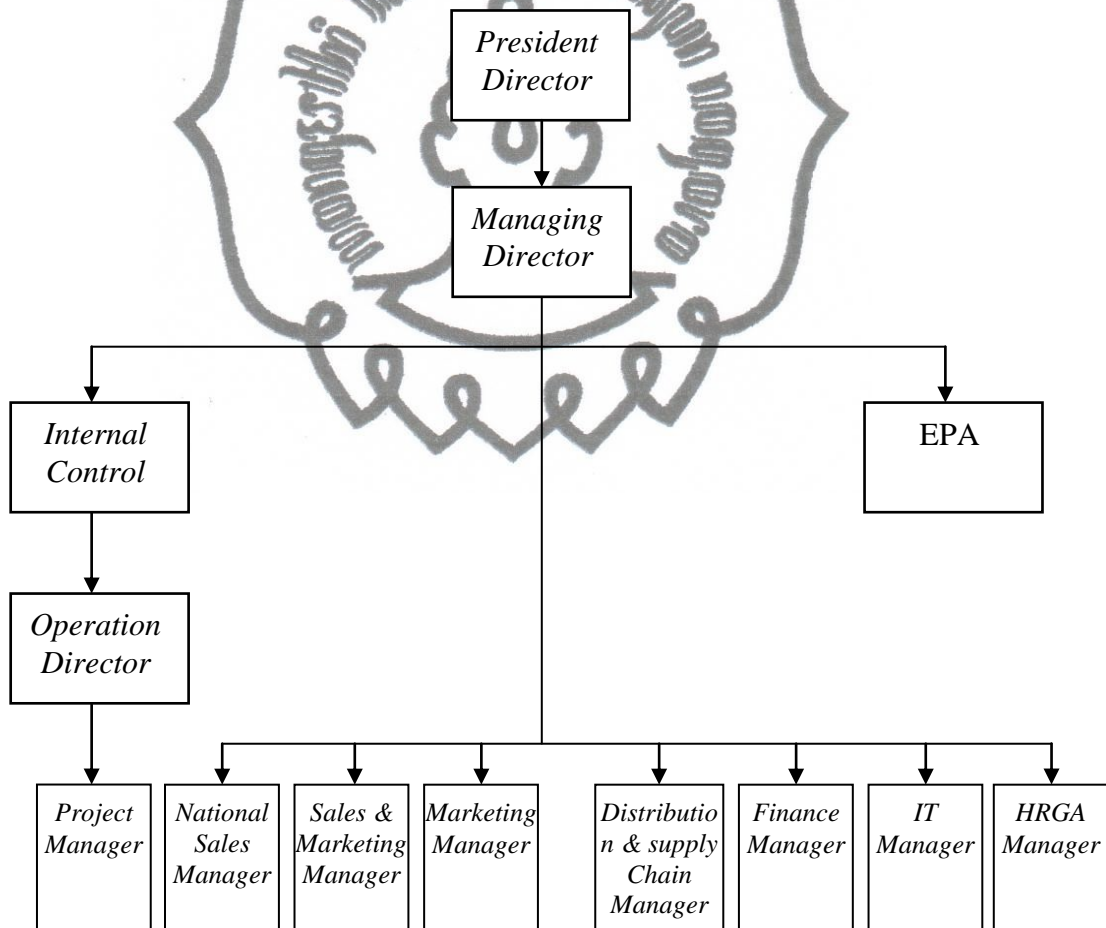 President
Director
Managing
Director
Internal
Control
EPA
Operation
Director
Project
Manager
National
Sales
Manager
Sales &
Marketing
Manager
Marketing
Manager
Distributio
n & supply
Chain
Manager
Finance
Manager
IT
Manager
HRGA
Manager